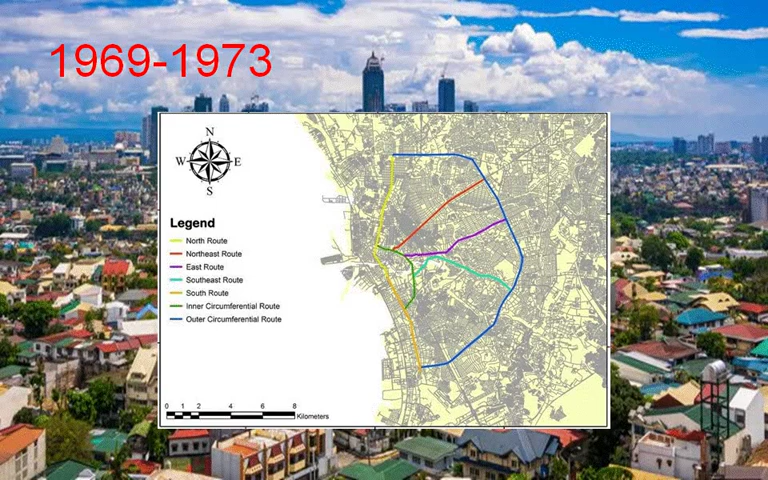 1969-1973
N
W E
S
Legend
North Route
Northeast Route
East Route
Southeast Route
South Route
Inner Circumferential Route
Outer Circumferential Route
0 1 2 4 6 8
Kilometers